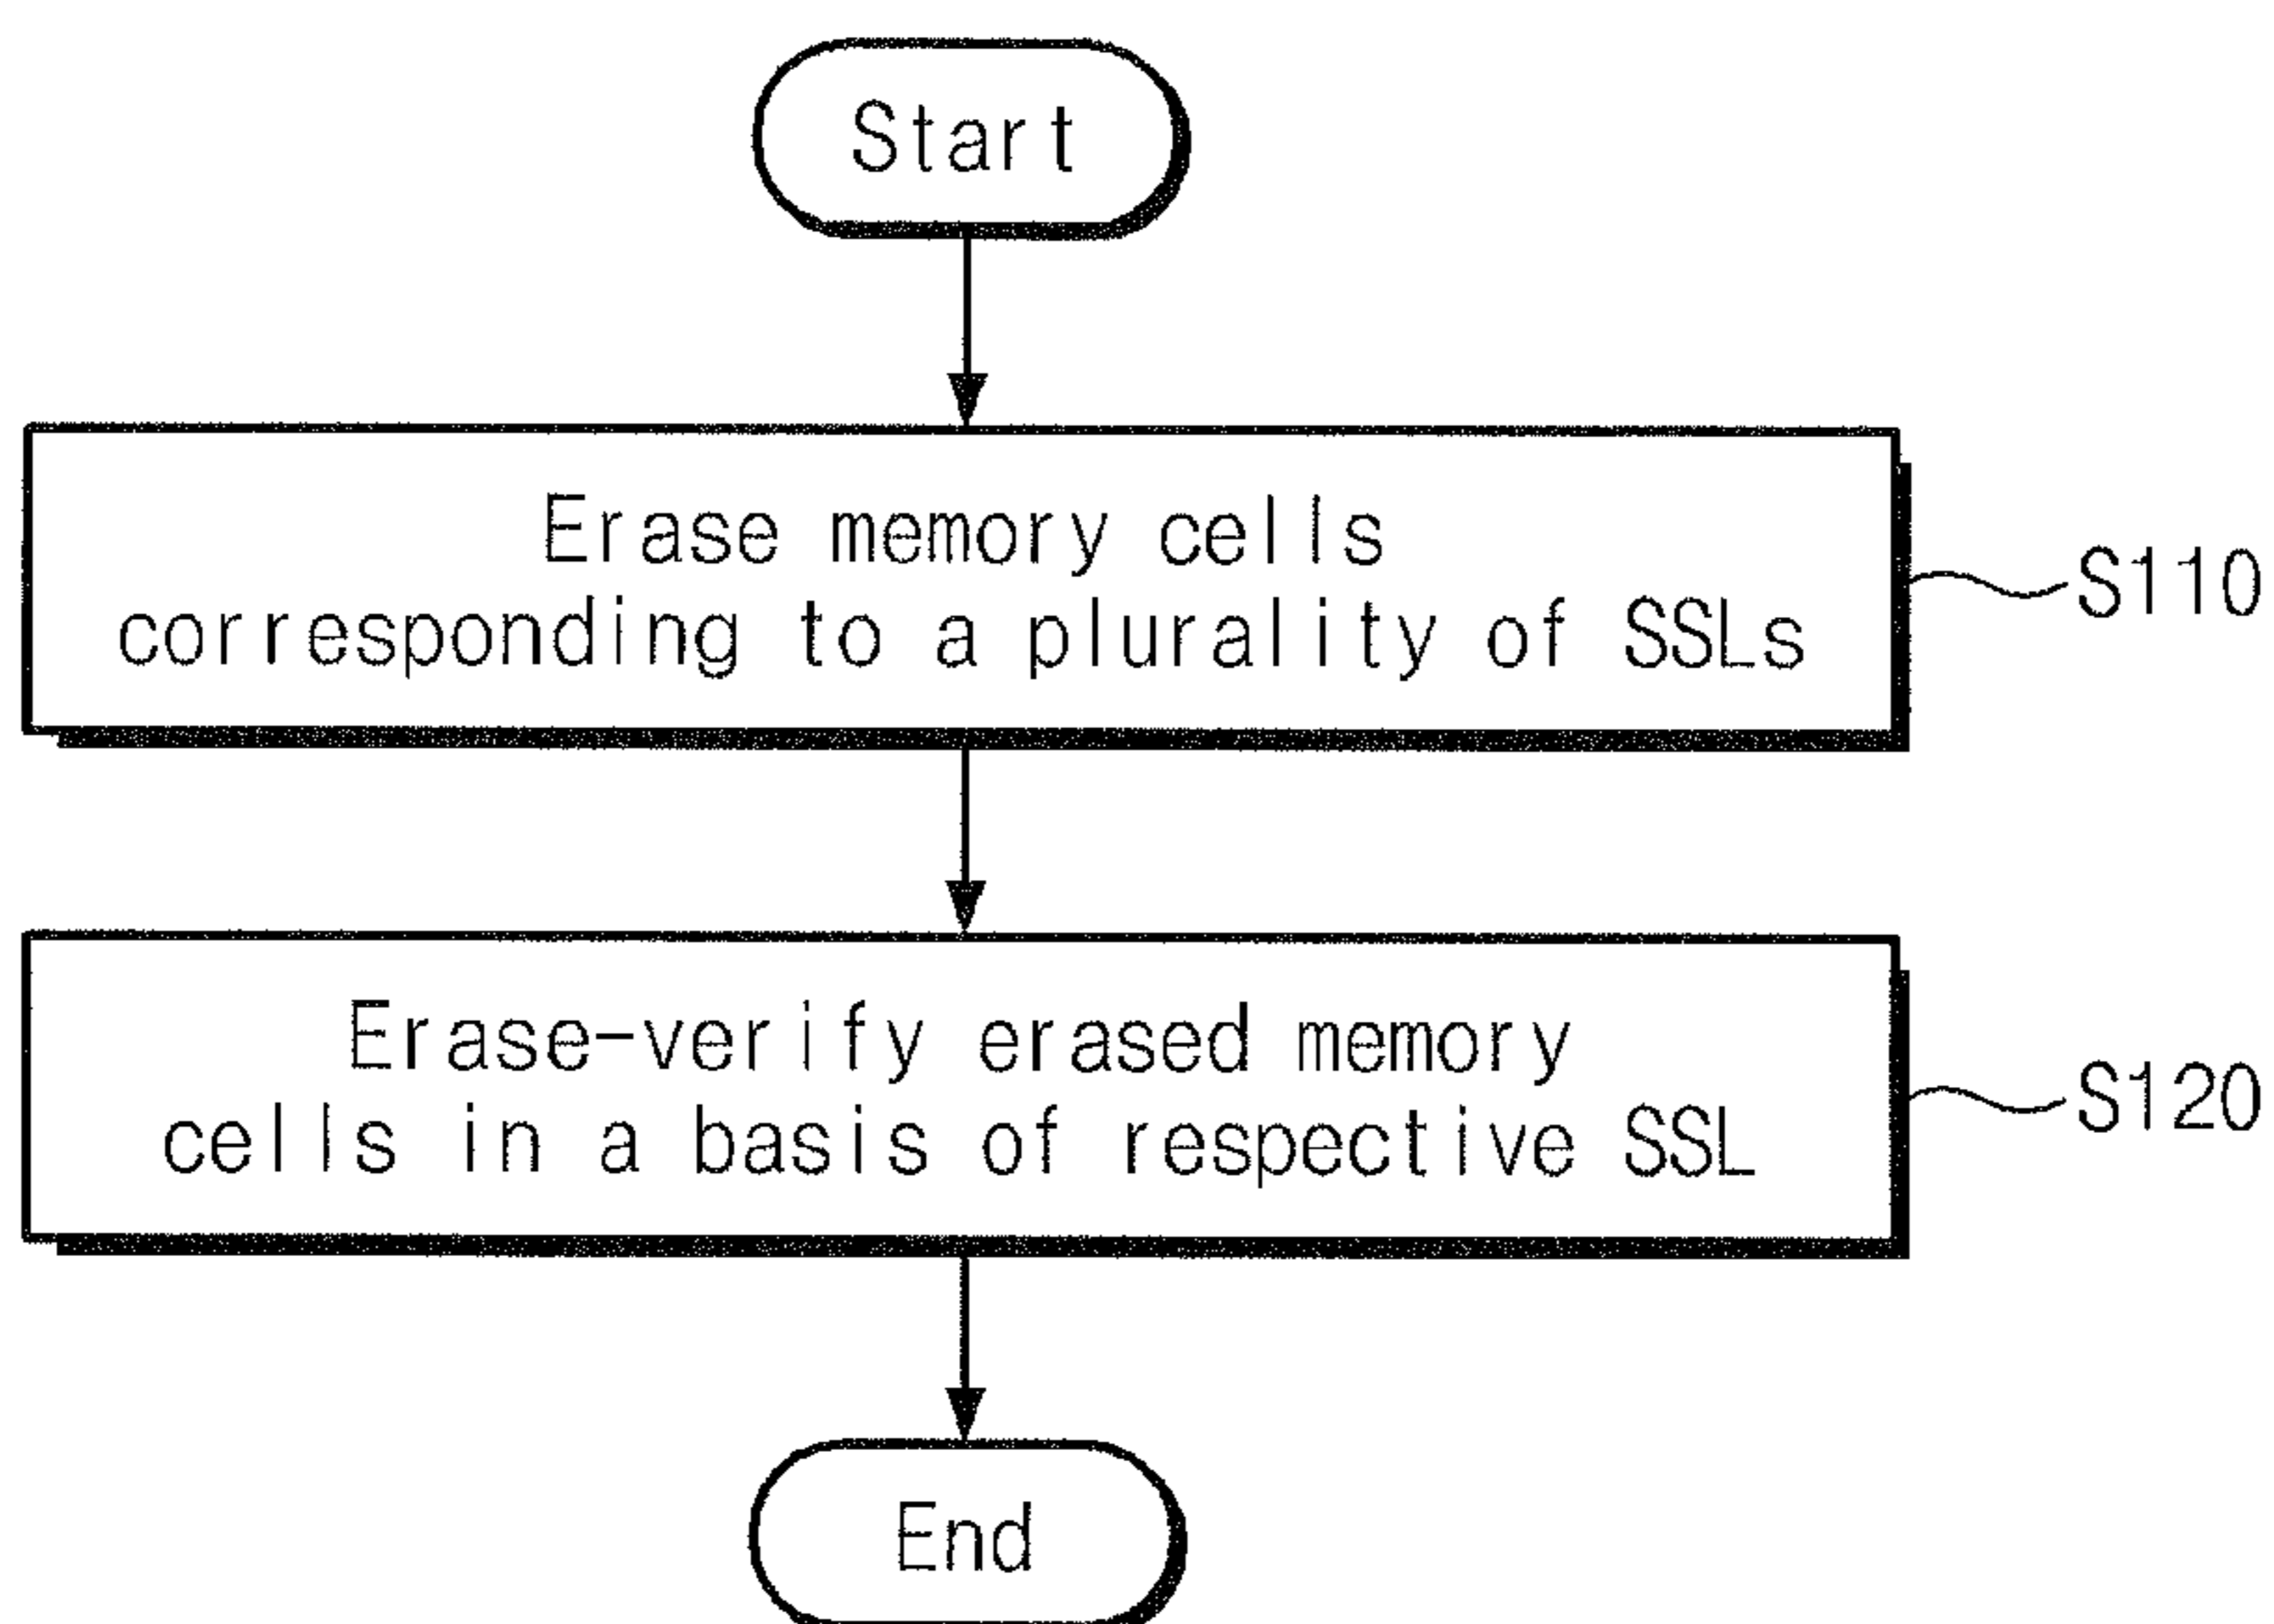 Start
Erase memory cells
corresponding to a plurality of SSLs
S110
Erase-verify erased memory
cells in a basis of respective SSL
S120
End